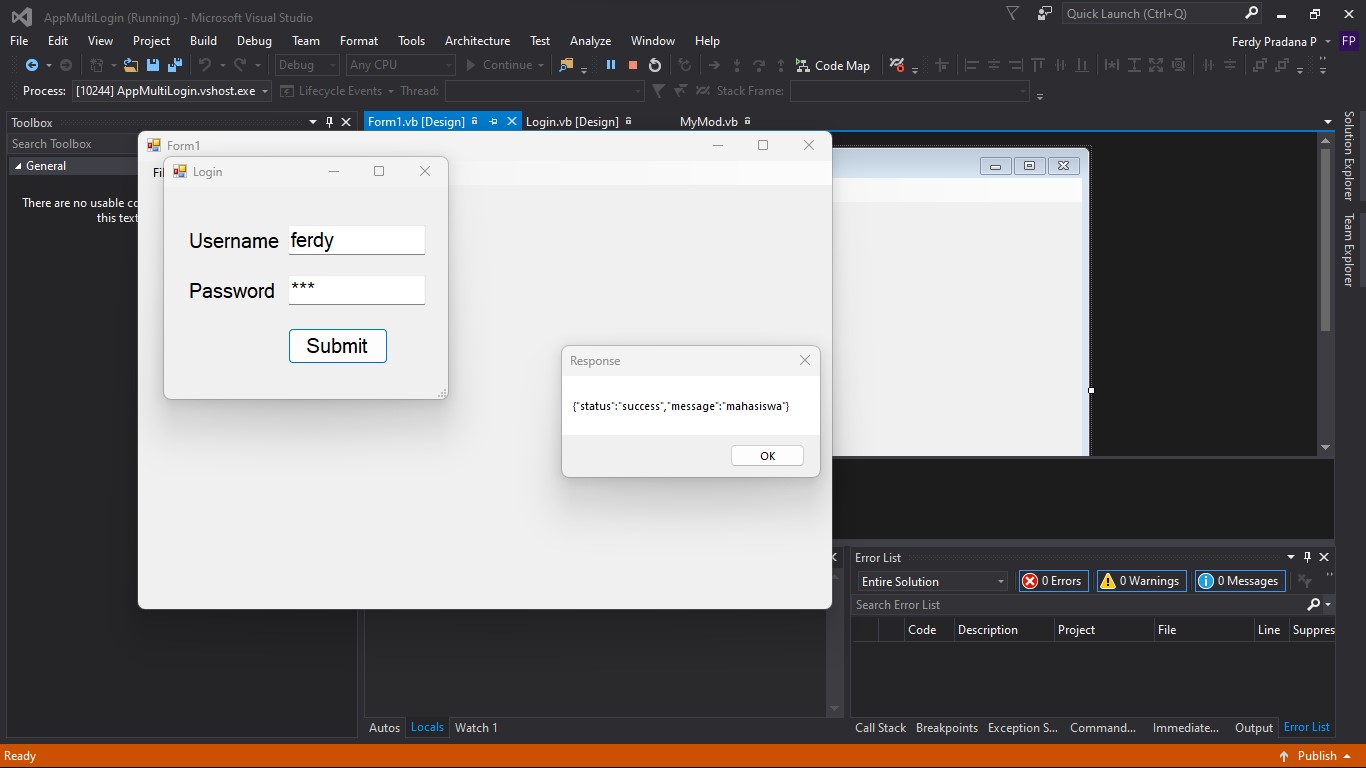 AppMultiLogin (Running) - Microsoft Visual Studio
Quick Launch (Ctrl+Q)
File Edit View Project Build Debug Team Format Tools Architecture Test Analyze Window Help
Ferdy Pradana P FP
Debug Any CPU Continue Code Map
Process: [10244] AppMultiLogin.vshost.exe Lifecycle Events Thread: Stack Frame:
Toolbox
Form1.vb [Design] Login.vb [Design] MyMod.vb
Search Toolbox
General
There are no usable co
this text
Form1
Fil
Login
Username ferdy
Password ***
Submit
Response
{"status":"success","message":"mahasiswa"}
OK
Solution Explorer
Team Explorer
Error List
Entire Solution 0 Errors 0 Warnings 0 Messages
Search Error List
Code Description Project File Line Suppres
Autos Locals Watch 1
Call Stack Breakpoints Exception S... Command... Immediate... Output Error List
Ready
Publish